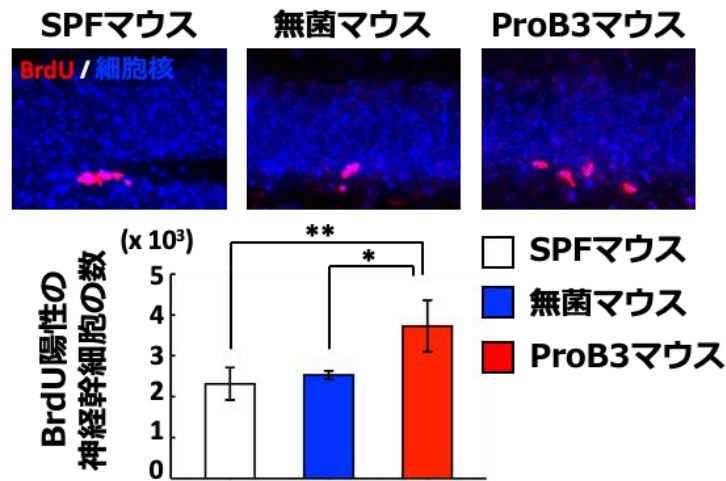 SPFマウス
無菌マウス
ProB3マウス
BrdU / 細胞核
BrdU陽性の
神経幹細胞の数
(x 10³)
5
4
3
2
1
0
**
*
SPFマウス
無菌マウス
ProB3マウス